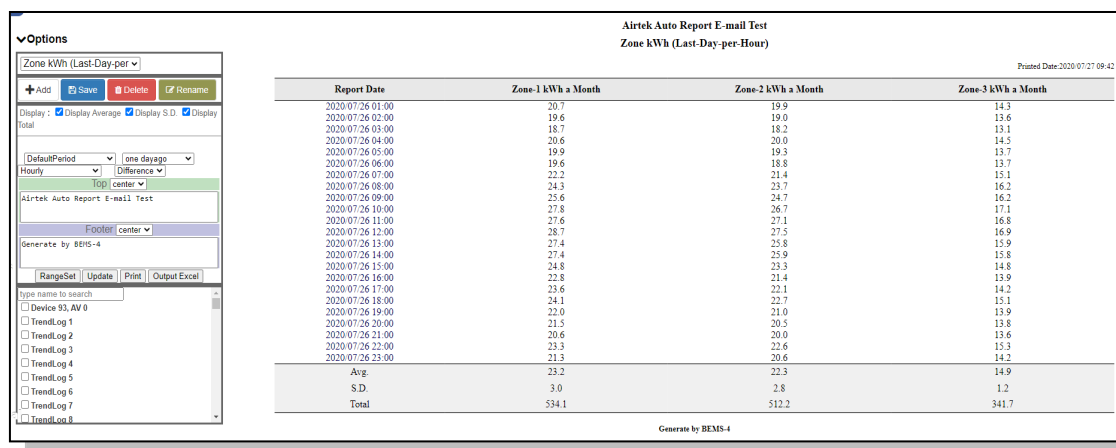 Options
Zone kWh (Last-Day-per
Add Save Delete Rename
Display : Display Average Display S.D. Display
Total
DefaultPeriod one dayago
Hourly Difference
Top center
Airtek Auto Report E-mail Test
Footer center
Generate by BEMS-4
RangeSet Update Print Output Excel
type name to search
Device 93, AV 0
TrendLog 1
TrendLog 2
TrendLog 3
TrendLog 4
TrendLog 5
TrendLog 6
TrendLog 7
TrendLog 8
Airtek Auto Report E-mail Test
Zone kWh (Last-Day-per-Hour)
Printed Date:2020/07/27 09:42
Report Date Zone-1 kWh a Month Zone-2 kWh a Month Zone-3 kWh a Month
2020/07/26 01:00 20.7 19.9 14.3
2020/07/26 02:00 19.6 19.0 13.6
2020/07/26 03:00 18.7 18.2 13.1
2020/07/26 04:00 20.6 20.0 14.5
2020/07/26 05:00 19.9 19.3 13.7
2020/07/26 06:00 19.6 18.8 13.7
2020/07/26 07:00 22.2 21.4 15.1
2020/07/26 08:00 24.3 23.7 16.2
2020/07/26 09:00 25.6 24.7 16.2
2020/07/26 10:00 27.8 26.7 17.1
2020/07/26 11:00 27.6 27.1 16.8
2020/07/26 12:00 28.7 27.5 16.9
2020/07/26 13:00 27.4 25.8 15.9
2020/07/26 14:00 27.4 25.9 15.8
2020/07/26 15:00 24.8 23.3 14.8
2020/07/26 16:00 22.8 21.4 13.9
2020/07/26 17:00 23.6 22.1 14.2
2020/07/26 18:00 24.1 22.7 15.1
2020/07/26 19:00 22.0 21.0 13.9
2020/07/26 20:00 21.5 20.5 13.8
2020/07/26 21:00 20.6 20.0 13.6
2020/07/26 22:00 23.3 22.6 15.3
2020/07/26 23:00 21.3 20.6 14.2
Avg. 23.2 22.3 14.9
S.D. 3.0 2.8 1.2
Total 534.1 512.2 341.7
Generate by BEMS-4